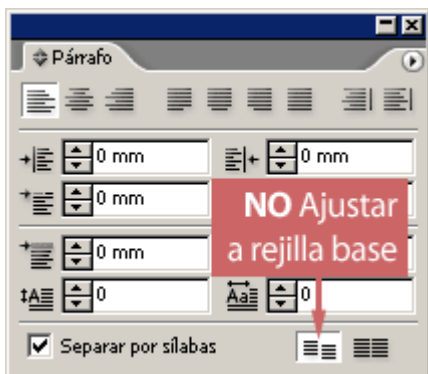 Párrafo
0 mm 0 mm
0 mm
NO Ajustar
a rejilla base
0 mm
0 0
Separar por sílabas